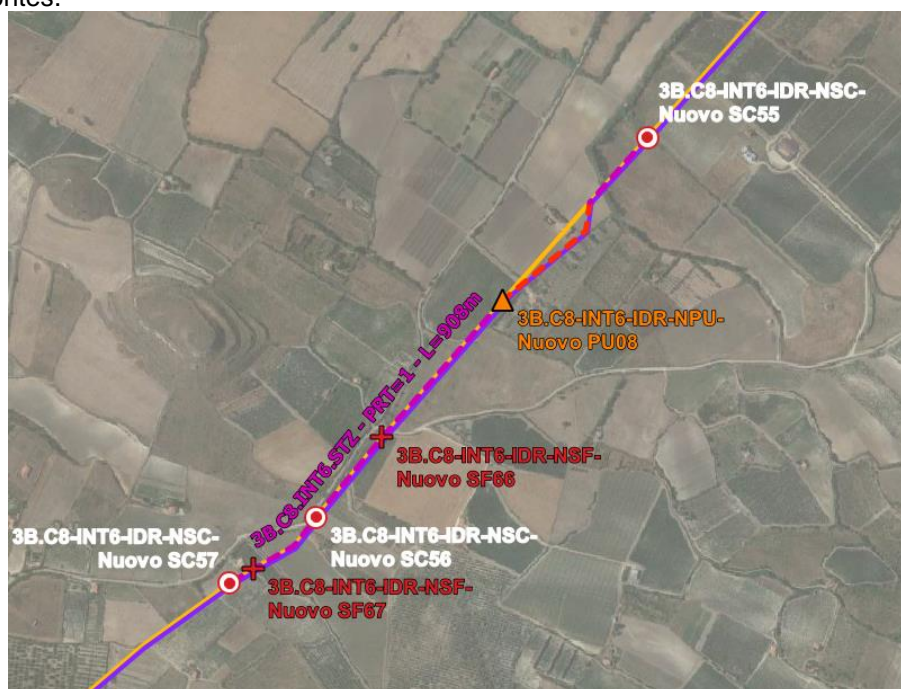 ontes.
3B.C8-INT6-IDR-NSC-
Nuovo SC55
3B.C8-INT6-IDR-NPU-
Nuovo PU08
3B.C8.INT6.STZ - PRT=1 - L=908m
3B.C8-INT6-IDR-NSF-
Nuovo SF66
3B.C8-INT6-IDR-NSC-
Nuovo SC57
3B.C8-INT6-IDR-NSC-
Nuovo SC56
3B.C8-INT6-IDR-NSF-
Nuovo SF67